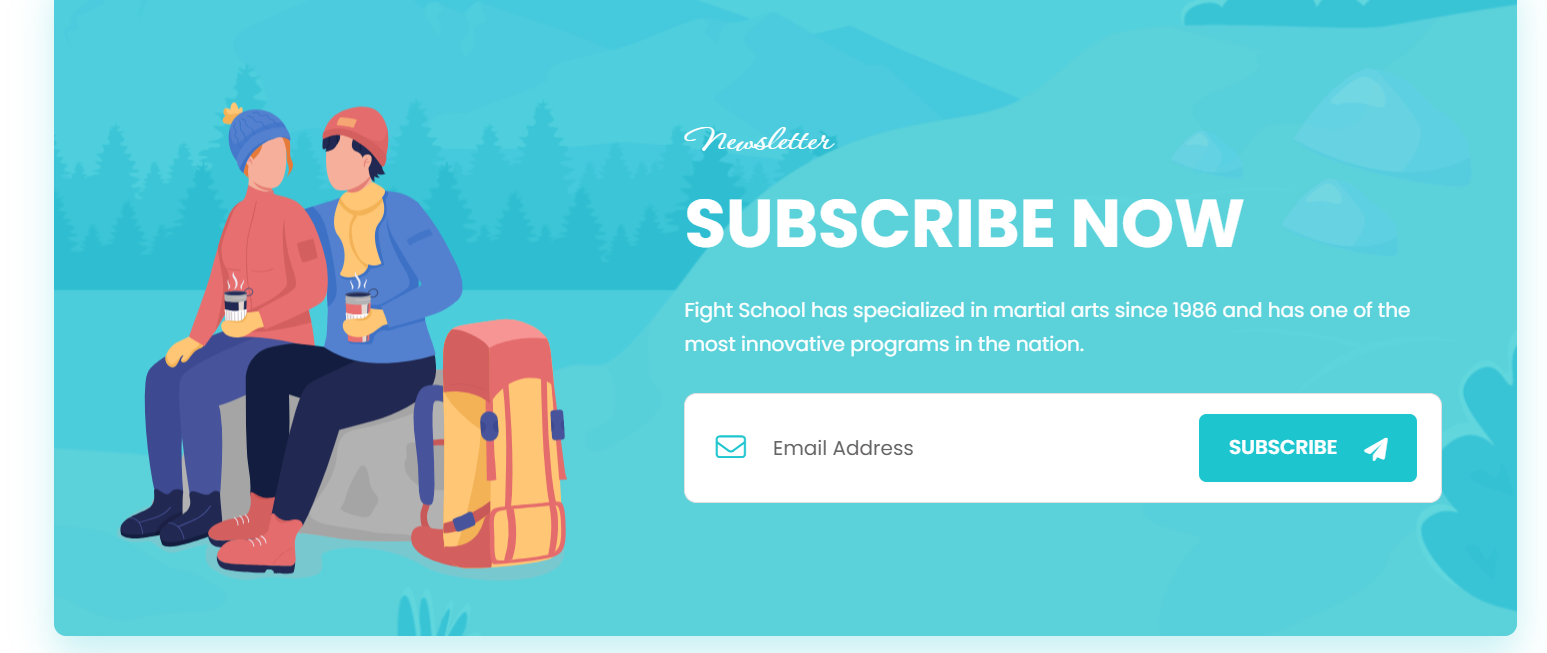 Newsletter
SUBSCRIBE NOW
Fight School has specialized in martial arts since 1986 and has one of the
most innovative programs in the nation.
Email Address
SUBSCRIBE